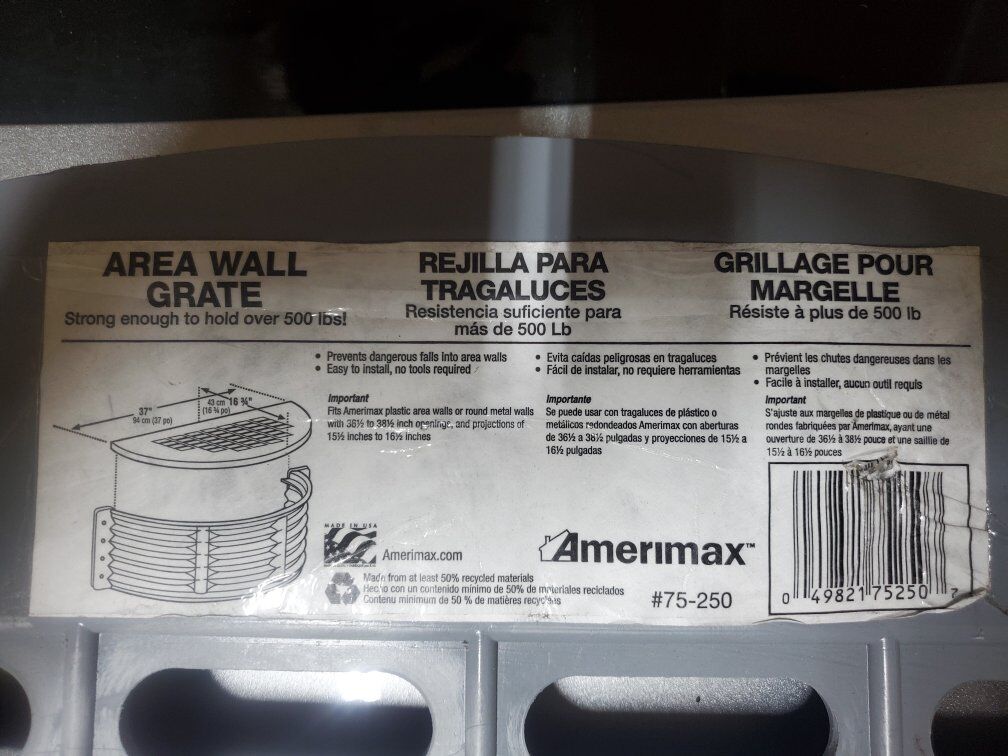 AREA WALL
GRATE
Strong enough to hold over 500 lbs!
REJILLA PARA
TRAGALUCES
Resistencia suficiente para
más de 500 Lb
GRILLAGE POUR
MARGELLE
Résiste à plus de 500 lb
37"
94 cm (37 po)
43 cm 16 ¾"
(16 ¾ po)
• Prevents dangerous falls into area walls
• Easy to install, no tools required
Important
Fits Amerimax plastic area walls or round metal walls
with 36½ to 38½ inch openings, and projections of
15½ inches to 16½ inches
• Evita caídas peligrosas en tragaluces
• Fácil de instalar, no requiere herramientas
Importante
Se puede usar con tragaluces de plástico o
metálicos redondeados Amerimax con aberturas
de 36½ a 38½ pulgadas y proyecciones de 15½ a
16½ pulgadas
• Prévient les chutes dangereuses dans les
margelles
• Facile à installer, aucun outil requis
Important
S'ajuste aux margelles de plastique ou de métal
rondes fabriquées par Amerimax, ayant une
ouverture de 36½ à 38½ pouce et une saillie de
15½ à 16½ pouces
MADE IN USA
Amerimax.com
Made from at least 50% recycled materials
Hecho con un contenido mínimo de 50% de materiales reciclados
Contenu minimum de 50 % de matières recyclées
Amerimax™
#75-250
0 49821 75250 7